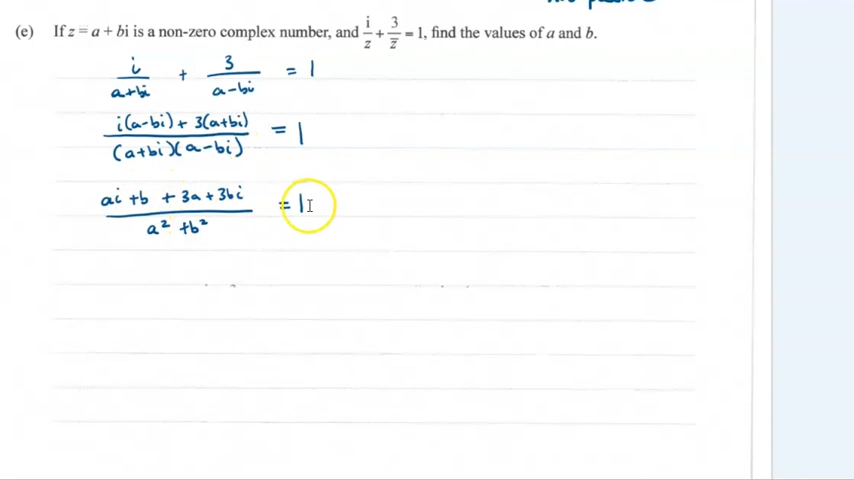 (e) If z = a + bi is a non-zero complex number, and i/z + 3/z̅ = 1, find the values of a and b.
i/(a+bi) + 3/(a-bi) = 1
(i(a-bi) + 3(a+bi))/((a+bi)(a-bi)) = 1
(ai + b + 3a + 3bi)/(a² + b²) = 1